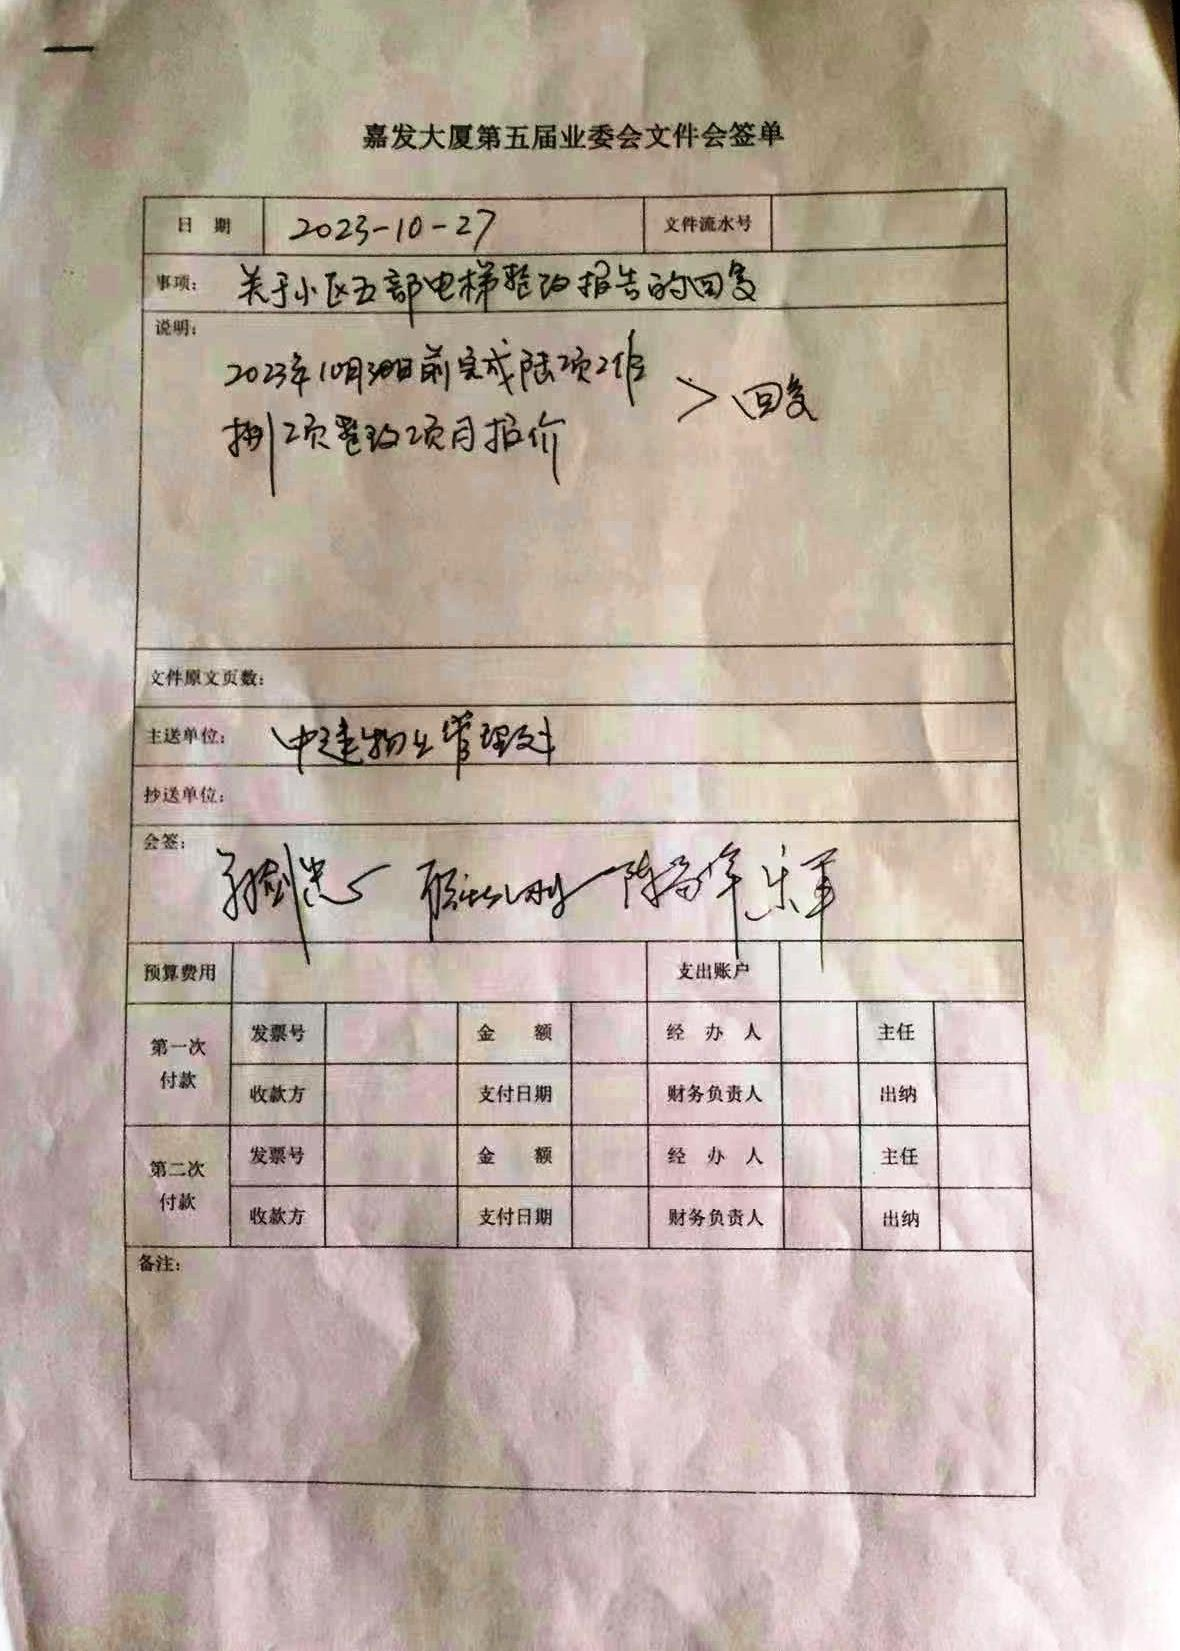 嘉发大厦第五届业委会文件会签单
日 期 2023-10-27 文件流水号
事项: 关于小区五部电梯整改报告的回复
说明:
2023年10月30日前完成陆项工作
捌项整改项目报价 > 回复
文件原文页数:
主送单位: 中建物业管理处
抄送单位:
会签:
预算费用 支出账户
第一次付款 发票号 金 额 经 办 人 主任
收款方 支付日期 财务负责人 出纳
第二次付款 发票号 金 额 经 办 人 主任
收款方 支付日期 财务负责人 出纳
备注: